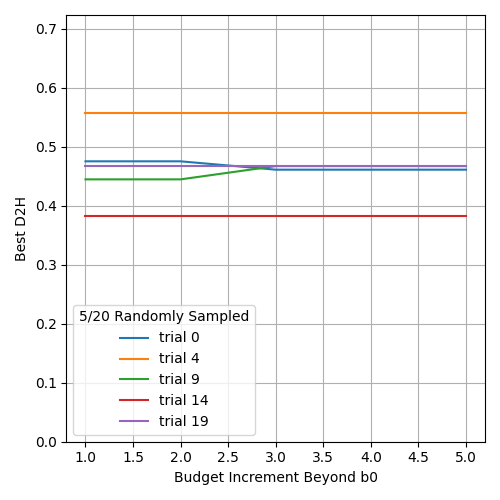 0.7
0.6
0.5
0.4
0.3
0.2
0.1
0.0
Best D2H
5/20 Randomly Sampled
trial 0
trial 4
trial 9
trial 14
trial 19
1.0 1.5 2.0 2.5 3.0 3.5 4.0 4.5 5.0
Budget Increment Beyond b0